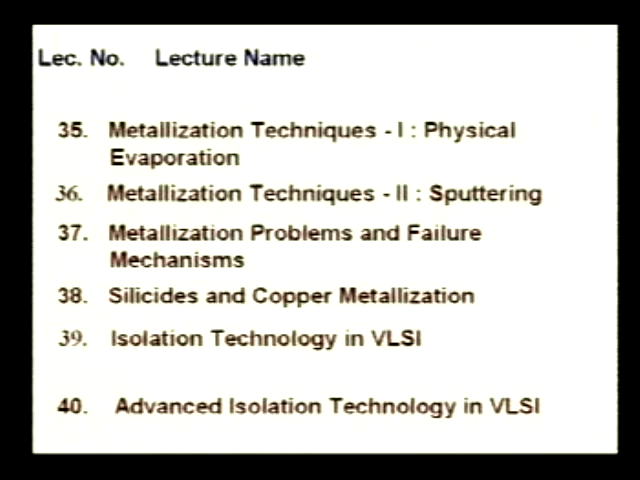 Lec. No. Lecture Name
35. Metallization Techniques - I : Physical
Evaporation
36. Metallization Techniques - II : Sputtering
37. Metallization Problems and Failure
Mechanisms
38. Silicides and Copper Metallization
39. Isolation Technology in VLSI
40. Advanced Isolation Technology in VLSI